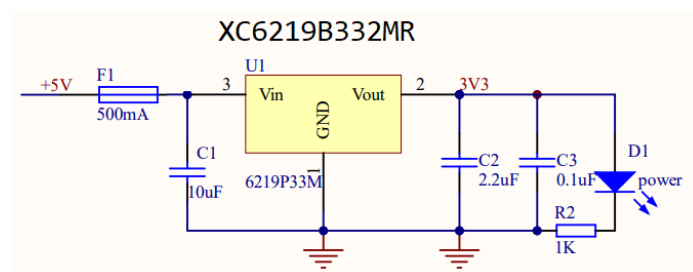 XC6219B332MR
U1
+5V
F1
3
Vin
Vout
2
3V3
500mA
GND
C1
10uF
1
6219P33M
C2
2.2uF
C3
0.1uF
D1
power
R2
1K